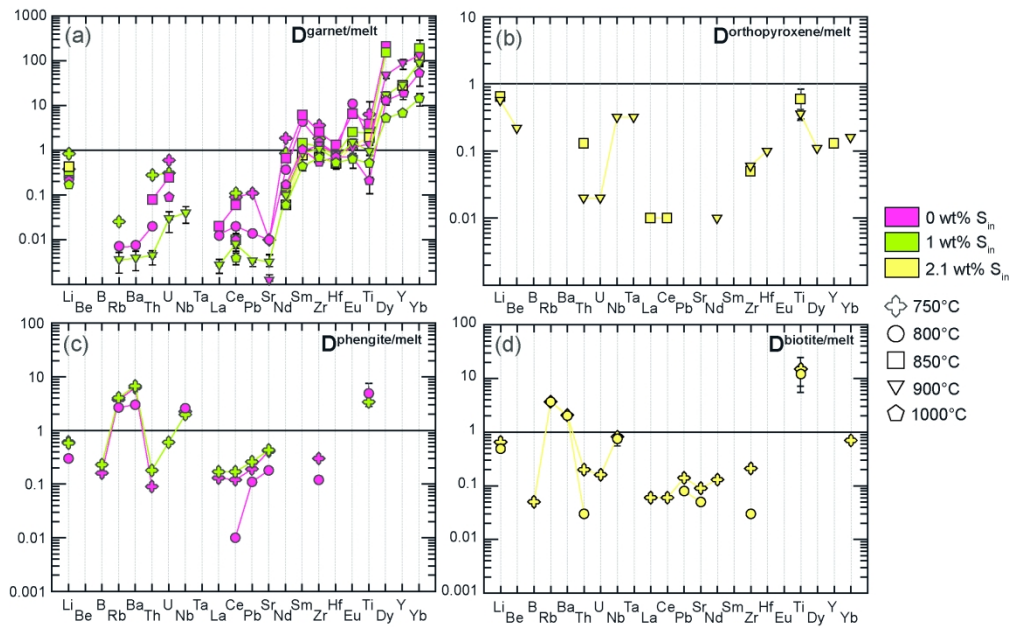 (a)
D garnet/melt
1000
100
10
1
0.1
0.01
Li Be B Rb Ba Th U Nb Ta La Ce Pb Sr Nd Sm Zr Hf Eu Ti Dy Y Yb
(b)
D orthopyroxene/melt
10
1
0.1
0.01
.001
Li Be B Rb Ba Th U Nb Ta La Ce Pb Sr Nd Sm Zr Hf Eu Ti Dy Y Yb
0 wt% S in
1 wt% S in
2.1 wt% S in
750°C
800°C
850°C
900°C
1000°C
(c)
D phengite/melt
100
10
1
0.1
0.01
0.001
Li Be B Rb Ba Th U Nb Ta La Ce Pb Sr Nd Sm Zr Hf Eu Ti Dy Y Yb
(d)
D biotite/melt
100
10
1
0.1
0.01
0.001
Li Be B Rb Ba Th U Nb Ta La Ce Pb Sr Nd Sm Zr Hf Eu Ti Dy Y Yb